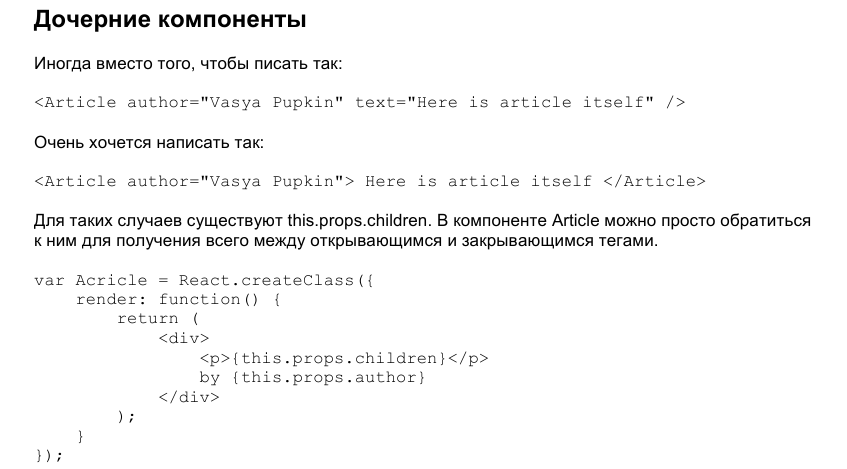 Дочерние компоненты
Иногда вместо того, чтобы писать так:
<Article author="Vasya Pupkin" text="Here is article itself" />
Очень хочется написать так:
<Article author="Vasya Pupkin"> Here is article itself </Article>
Для таких случаев существуют this.props.children. В компоненте Article можно просто обратиться
к ним для получения всего между открывающимся и закрывающимся тегами.
var Acricle = React.createClass({
    render: function() {
        return (
            <div>
                <p>{this.props.children}</p>
                by {this.props.author}
            </div>
        );
    }
});